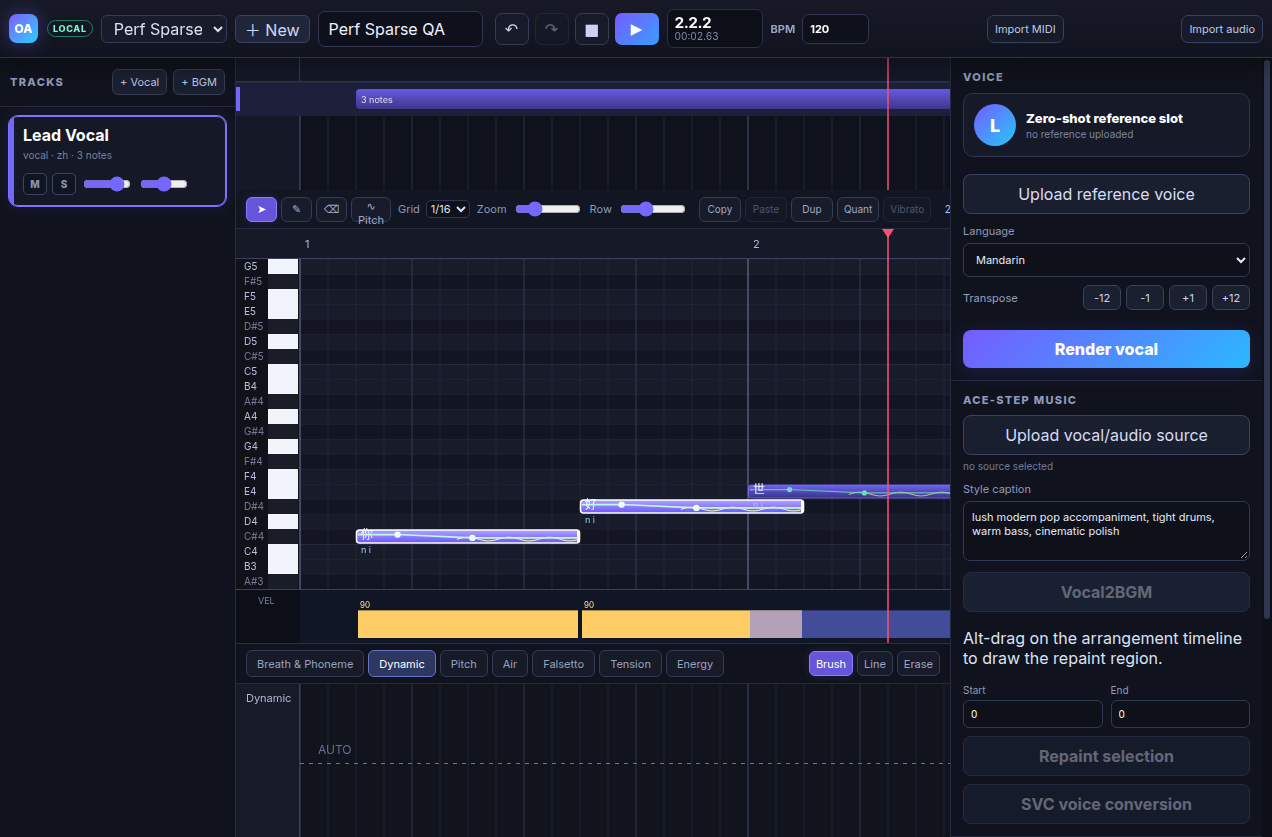 OA LOCAL Perf Sparse + New Perf Sparse QA 2.2.2 BPM 120 Import MIDI Import audio
00:02.63
TRACKS + Vocal + BGM
Lead Vocal
vocal · zh · 3 notes
M S
3 notes
Pitch Grid 1/16 Zoom Row Copy Paste Dup Quant Vibrato 2
1 2
G5
F#5
F5
E5
D#5
D5
C#5
C5
B4
A#4
A4
G#4
G4
F#4
F4
E4 世
D#4 好
D4 n i
C#4 你
C4 n i
B3
A#3
VEL 90 90
Breath & Phoneme Dynamic Pitch Air Falsetto Tension Energy Brush Line Erase
Dynamic
AUTO
VOICE
L Zero-shot reference slot
no reference uploaded
Upload reference voice
Language
Mandarin
Transpose -12 -1 +1 +12
Render vocal
ACE-STEP MUSIC
Upload vocal/audio source
no source selected
Style caption
lush modern pop accompaniment, tight drums,
warm bass, cinematic polish
Vocal2BGM
Alt-drag on the arrangement timeline
to draw the repaint region.
Start End
0 0
Repaint selection
SVC voice conversion